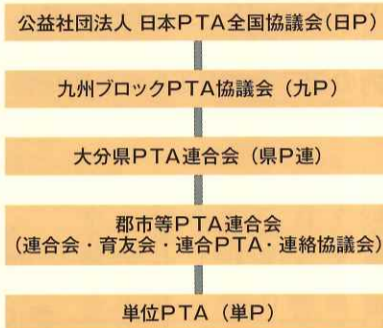 公益社団法人 日本PTA全国協議会(日P)
九州ブロックPTA協議会（九P）
大分県PTA連合会（県P連）
郡市等PTA連合会
(連合会・育友会・連合PTA・連絡協議会)
単位PTA（単P）